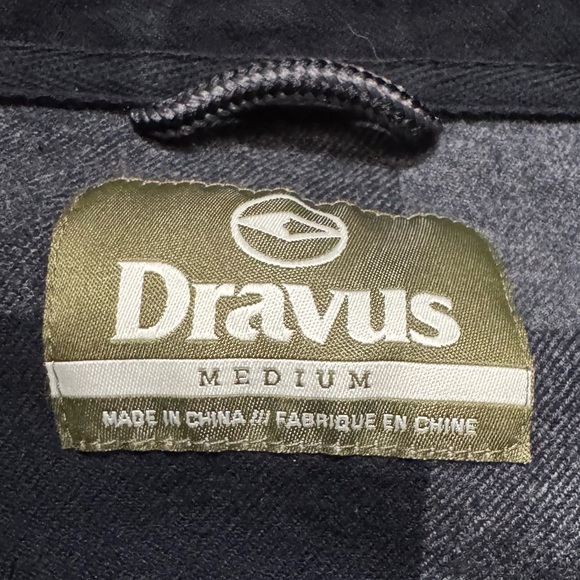 Dravus
MEDIUM
MADE IN CHINA /// FABRIQUE EN CHINE